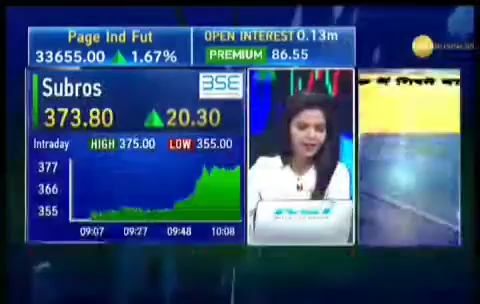 Page Ind Fut
33655.00 1.67%
OPEN INTEREST 0.13m
PREMIUM 86.55
Subros
BSE
373.80 20.30
Intraday HIGH 375.00 LOW 355.00
377
366
355
09:07 09:27 09:48 10:08